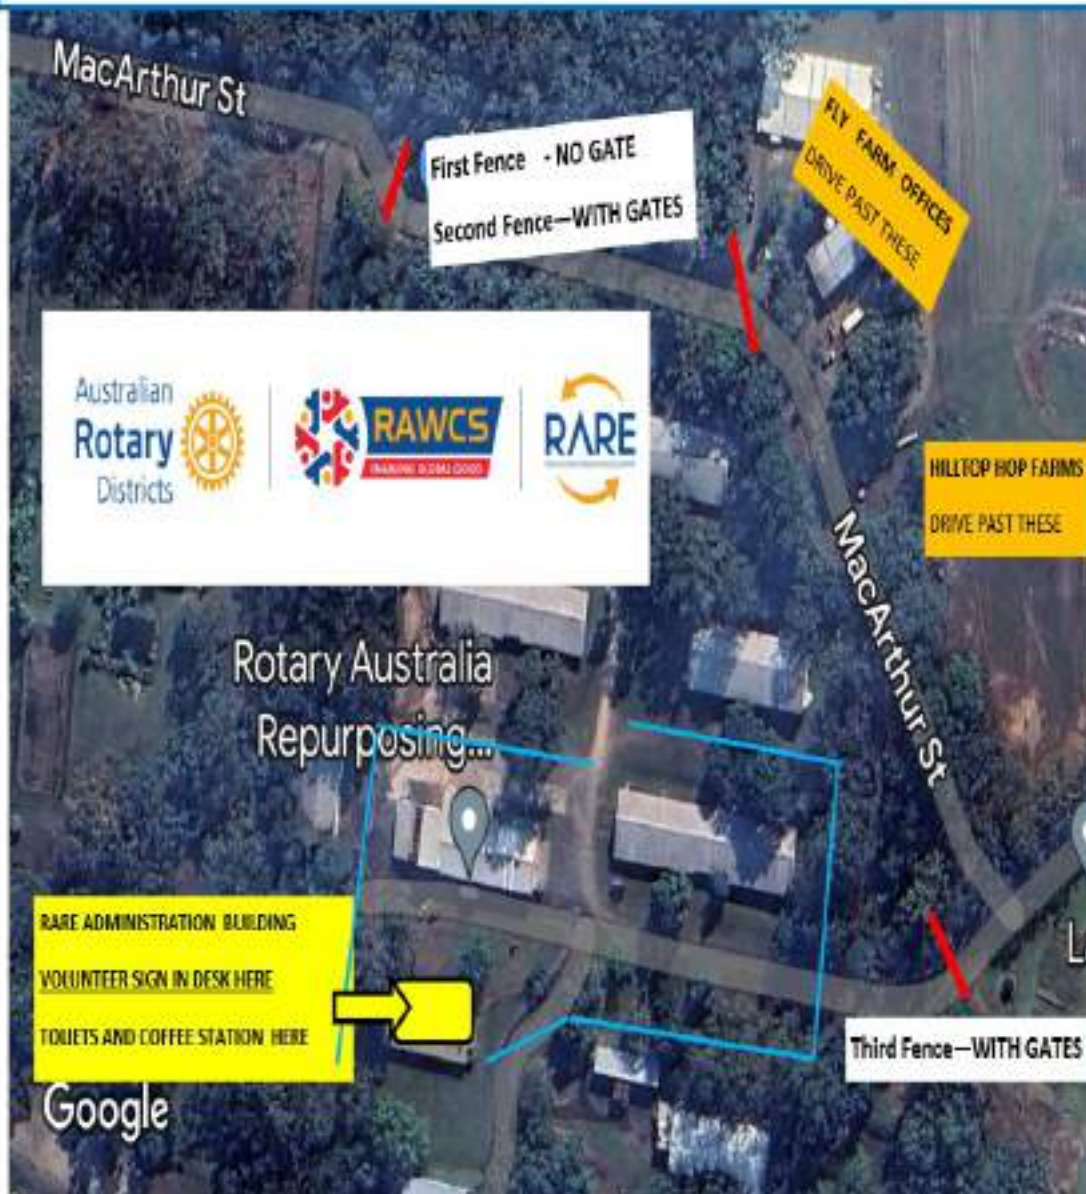 MacArthur St
First Fence - NO GATE
Second Fence—WITH GATES
FLY FARM OFFICES
DRIVE PAST THESE
Australian
Rotary
Districts
RAWCS
RARE
HILLTOP HOP FARMS
DRIVE PAST THESE
MacArthur St
Rotary Australia
Repurposing...
RARE ADMINISTRATION BUILDING
VOLUNTEER SIGN IN DESK HERE
TOLIETS AND COFFEE STATION HERE
L
Third Fence—WITH GATES
Google